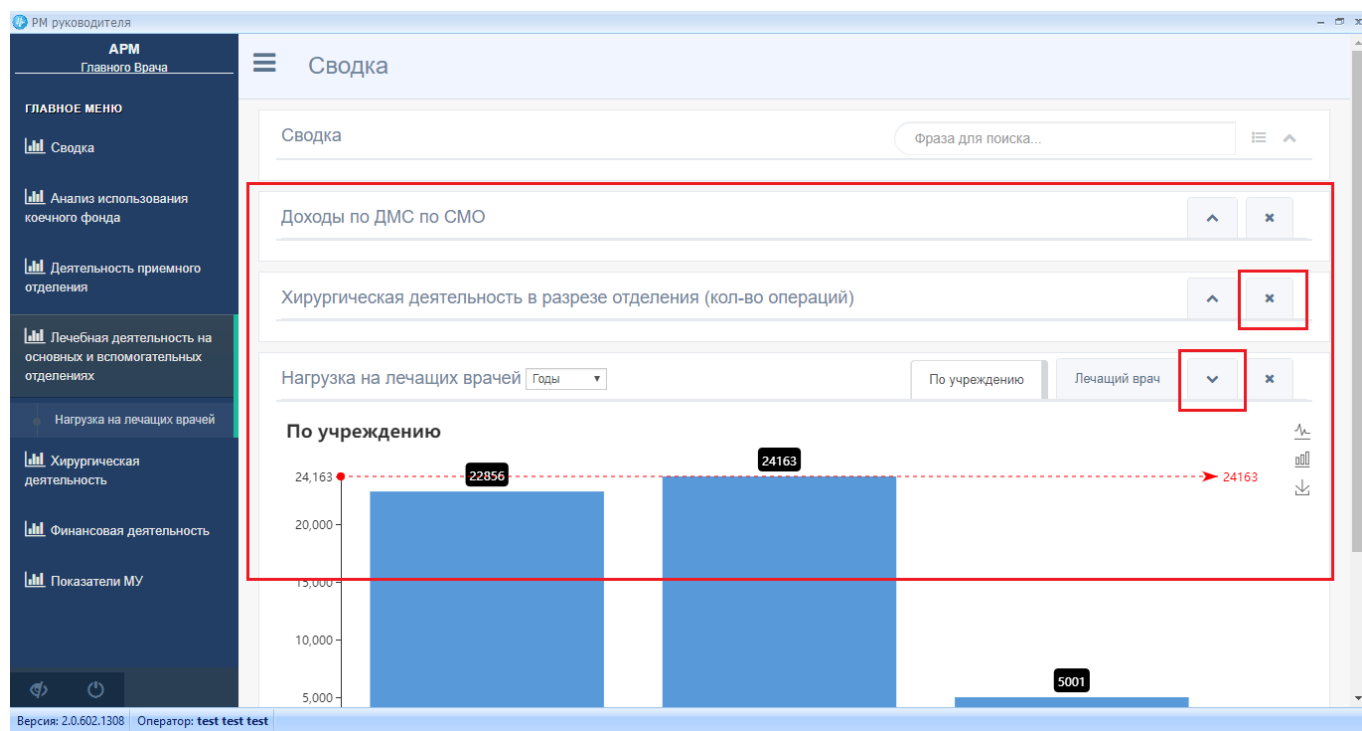 РМ руководителя
АРМ
Главного Врача
ГЛАВНОЕ МЕНЮ
Сводка
Анализ использования
коечного фонда
Деятельность приемного
отделения
Лечебная деятельность на
основных и вспомогательных
отделениях
Нагрузка на лечащих врачей
Хирургическая
деятельность
Финансовая деятельность
Показатели МУ
Сводка
Сводка
Фраза для поиска...
Доходы по ДМС по СМО
Хирургическая деятельность в разрезе отделения (кол-во операций)
Нагрузка на лечащих врачей Годы
По учреждению
Лечащий врач
По учреждению
24,163
22856
24163
24163
20,000
15,000
10,000
5001
5,000
Версия: 2.0.602.1308 Оператор: test test test